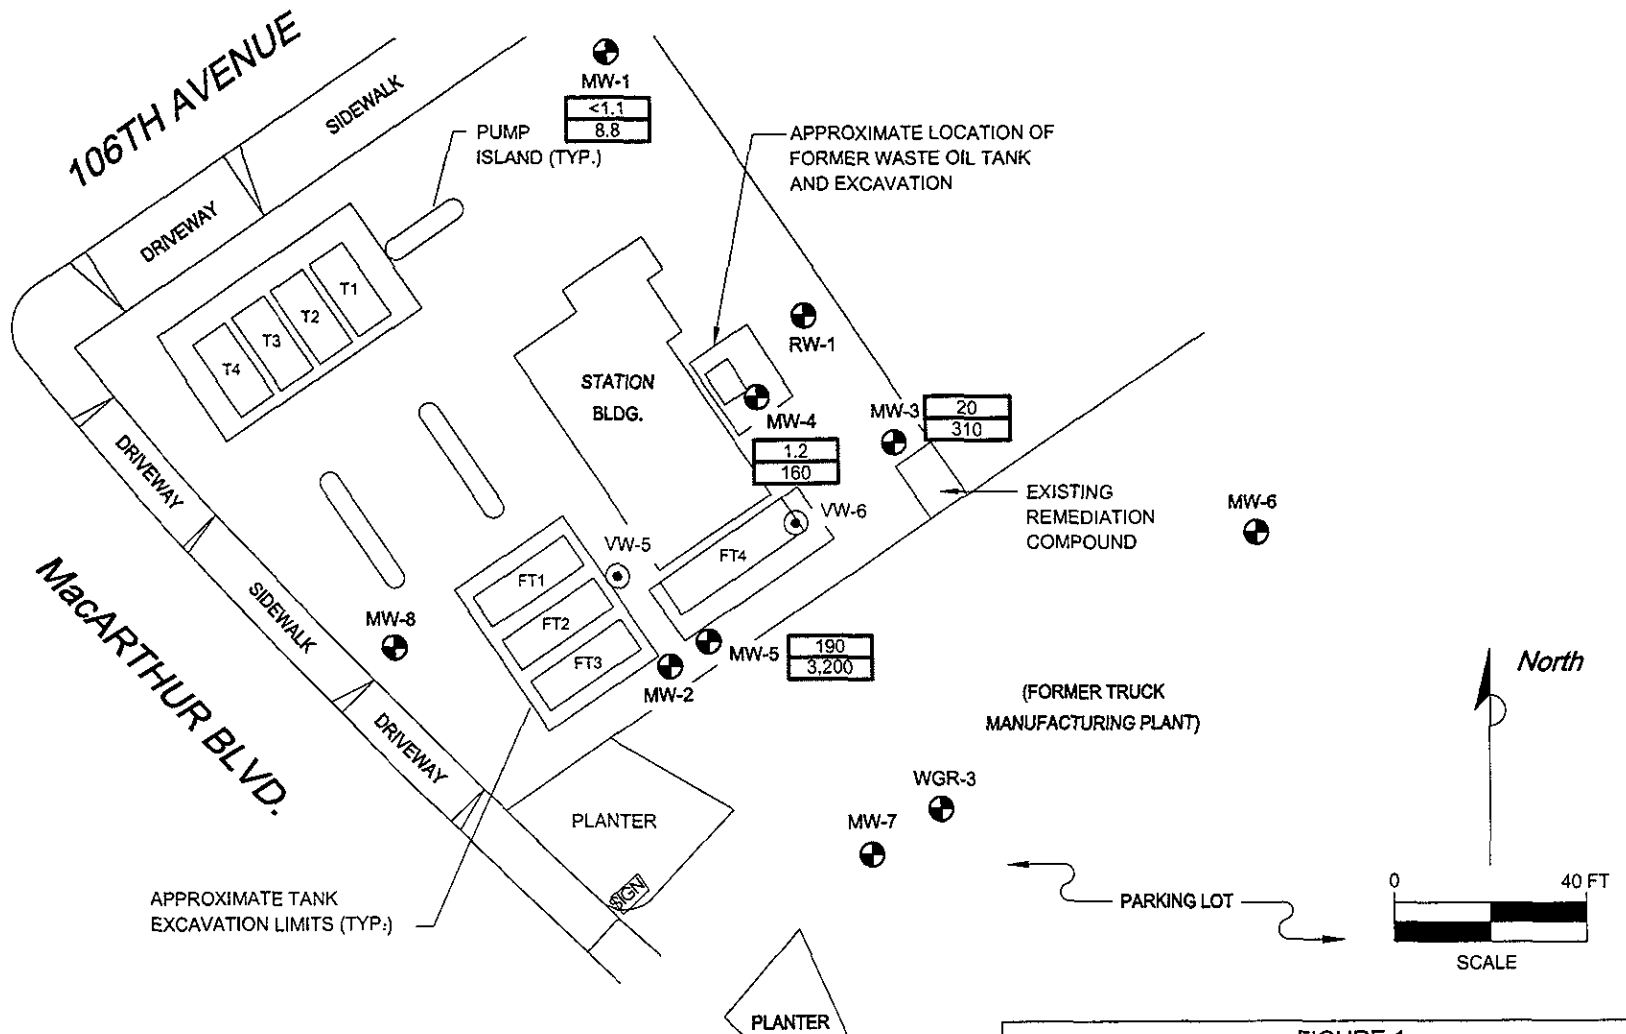 106TH AVENUE
SIDEWALK
MW-1
<1.1
8.8
PUMP
ISLAND (TYP.)
APPROXIMATE LOCATION OF
FORMER WASTE OIL TANK
AND EXCAVATION
DRIVEWAY
T1
T2
T3
T4
RW-1
STATION
BLDG.
MW-4
1.2
160
MW-3
20
310
DRIVEWAY
VW-6
EXISTING
REMEDIATION
COMPOUND
MW-6
VW-5
FT4
FT1
FT2
FT3
SIDEWALK
MW-8
MacARTHUR BLVD.
MW-5
190
3,200
MW-2
North
(FORMER TRUCK
MANUFACTURING PLANT)
DRIVEWAY
WGR-3
MW-7
PLANTER
SIGN
APPROXIMATE TANK
EXCAVATION LIMITS (TYP.)
PARKING LOT
0 40 FT
SCALE
PLANTER
FIGURE 1